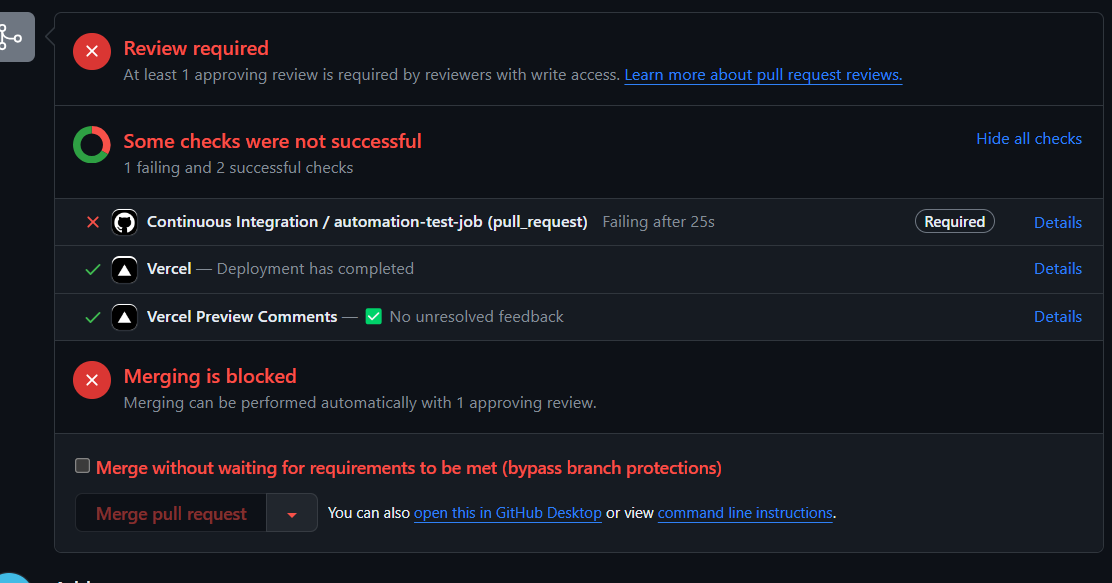 Review required
At least 1 approving review is required by reviewers with write access. Learn more about pull request reviews.
Some checks were not successful
Hide all checks
1 failing and 2 successful checks
Continuous Integration / automation-test-job (pull_request) Failing after 25s Required Details
Vercel — Deployment has completed Details
Vercel Preview Comments — ✅ No unresolved feedback Details
Merging is blocked
Merging can be performed automatically with 1 approving review.
Merge without waiting for requirements to be met (bypass branch protections)
Merge pull request You can also open this in GitHub Desktop or view command line instructions.